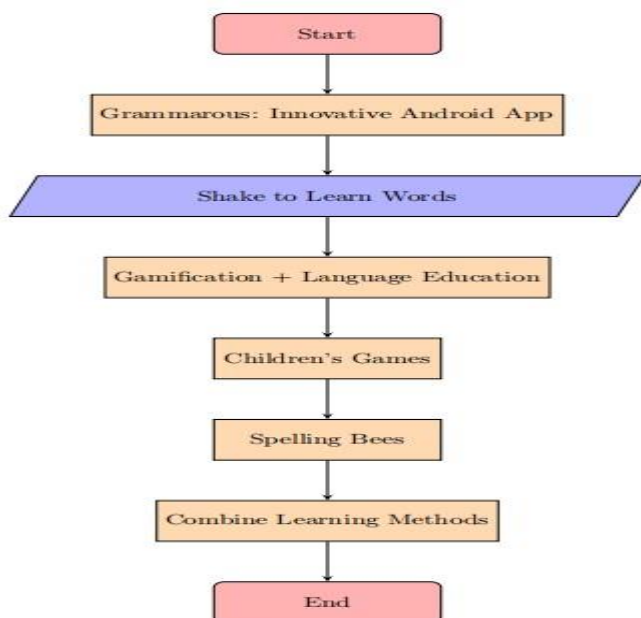 Start
Grammarous: Innovative Android App
Shake to Learn Words
Gamification + Language Education
Children's Games
Spelling Bees
Combine Learning Methods
End